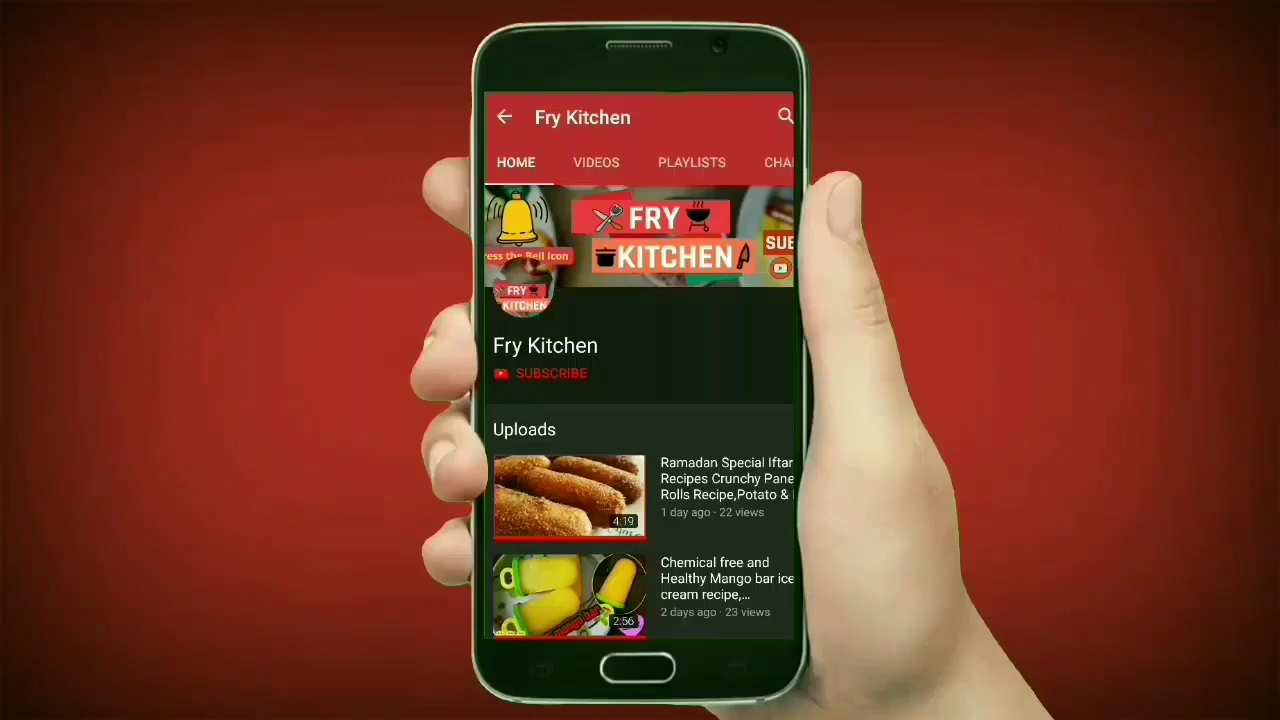 Fry Kitchen
HOME VIDEOS PLAYLISTS CHA
FRY
KITCHEN
SUB
ress the Bell Icon
FRY
KITCHEN
Fry Kitchen
SUBSCRIBE
Uploads
Ramadan Special Iftar
Recipes Crunchy Pane
Rolls Recipe,Potato &
1 day ago · 22 views
4:19
Chemical free and
Healthy Mango bar ice
cream recipe,...
2 days ago · 23 views
2:56